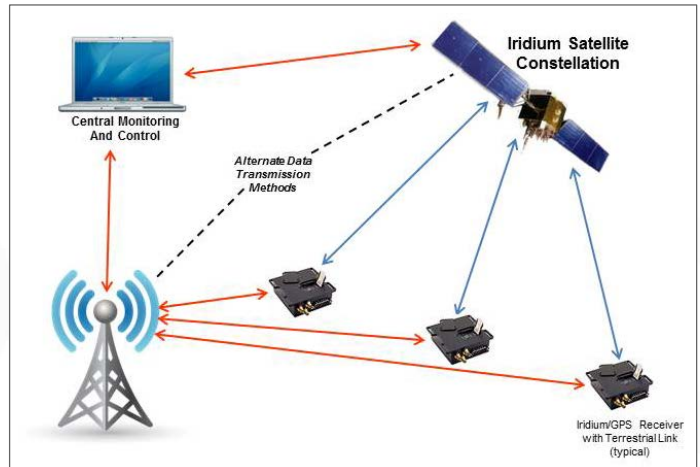 Iridium Satellite
Constellation
Central Monitoring
And Control
Alternate Data
Transmission
Methods
Iridium/GPS Receiver
with Terrestrial Link
(typical)